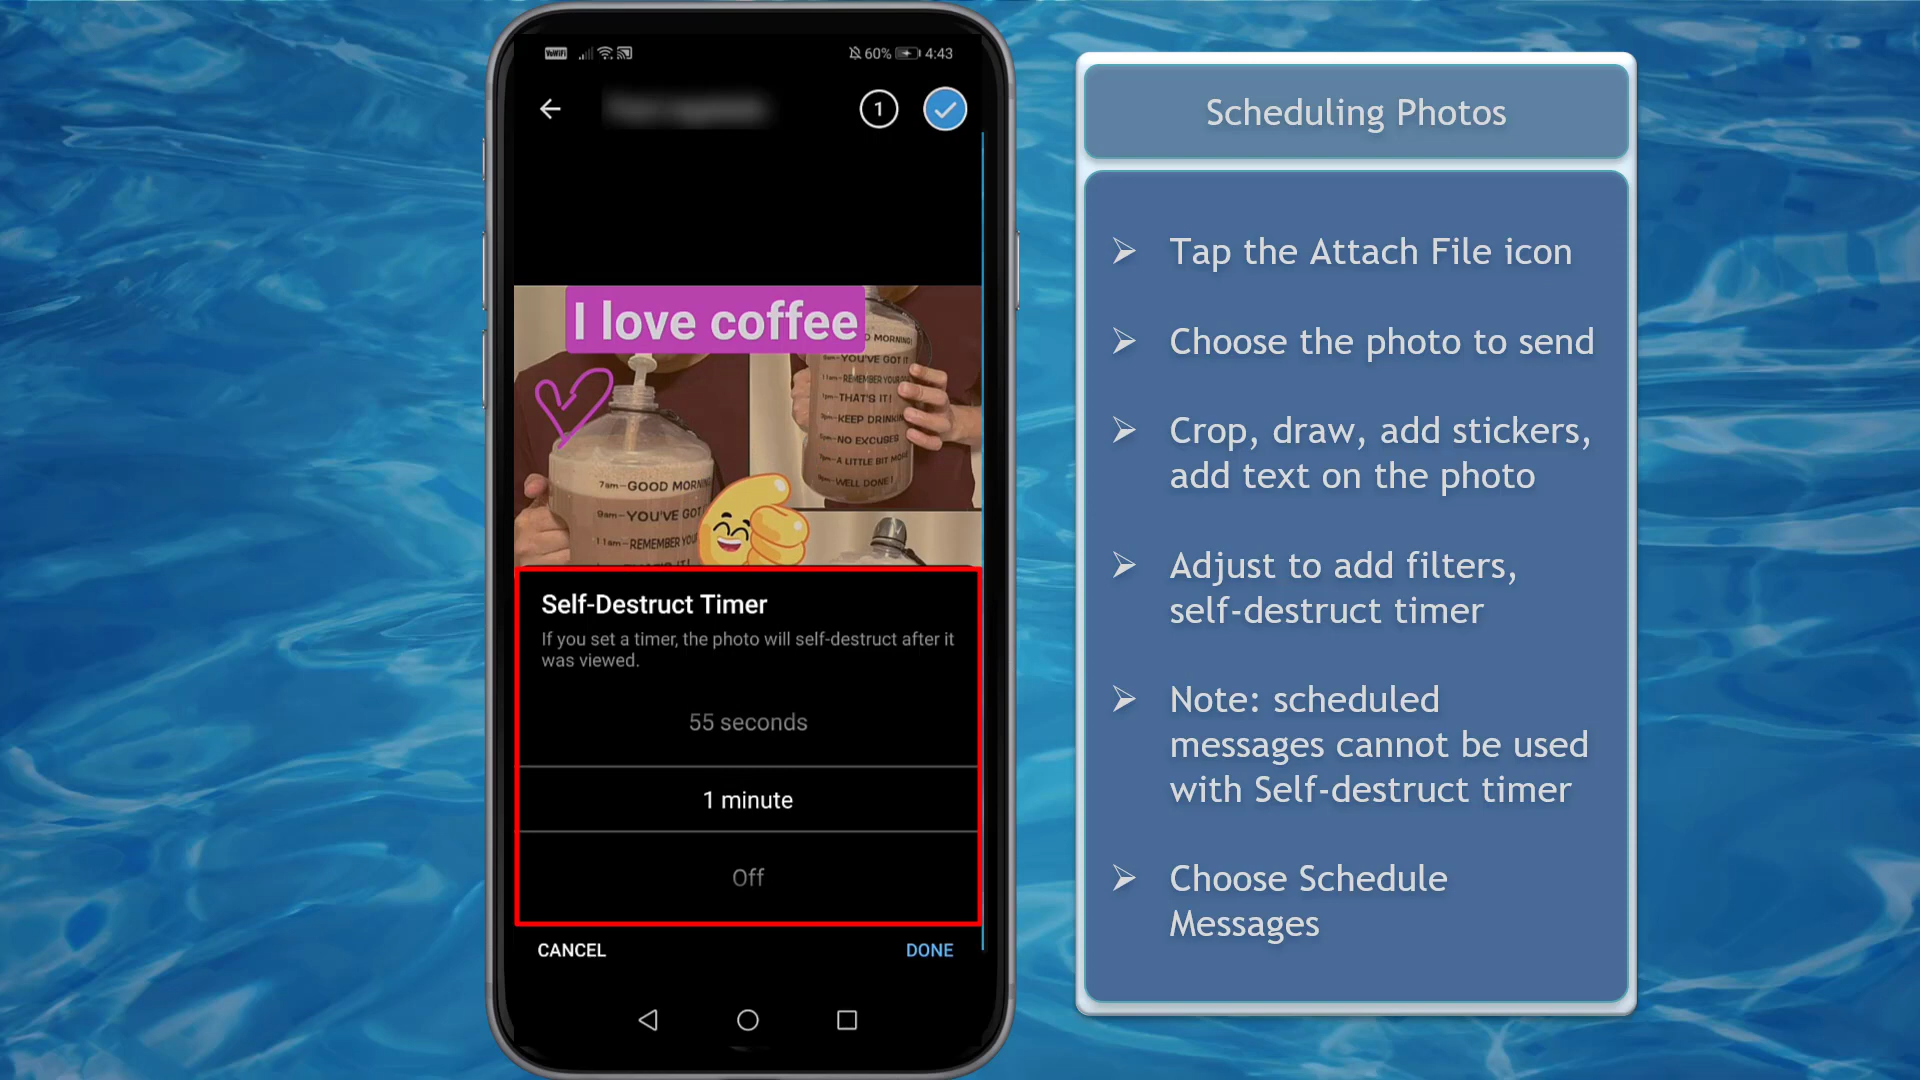 VoWiFi
60%
4:43
1
I love coffee
D MORNING!
YOU'VE GOT IT
11am-REMEMBER YOUR
THAT'S IT!
KEEP DRINKIN
NO EXCUSES
A LITTLE BIT MORE
WELL DONE!
7am-GOOD MORNING
9am-YOU'VE GOT
11am-REMEMBER YOU
Self-Destruct Timer
If you set a timer, the photo will self-destruct after it
was viewed.
55 seconds
1 minute
Off
CANCEL
DONE
Scheduling Photos
Tap the Attach File icon
Choose the photo to send
Crop, draw, add stickers,
add text on the photo
Adjust to add filters,
self-destruct timer
Note: scheduled
messages cannot be used
with Self-destruct timer
Choose Schedule
Messages